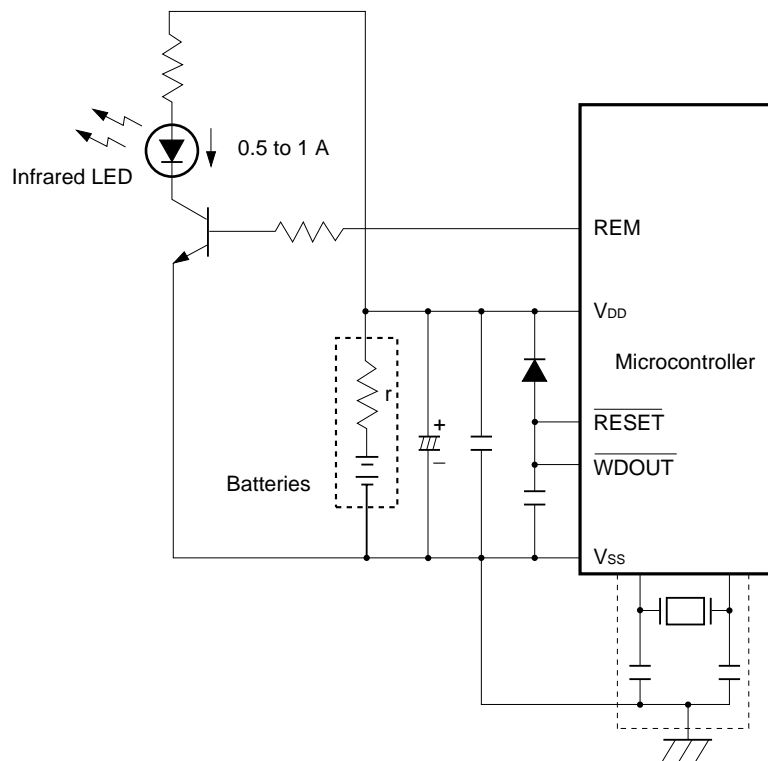 0.5 to 1 A
Infrared LED
REM
VDD
Microcontroller
r
RESET
+
−
WDOUT
Batteries
VSS